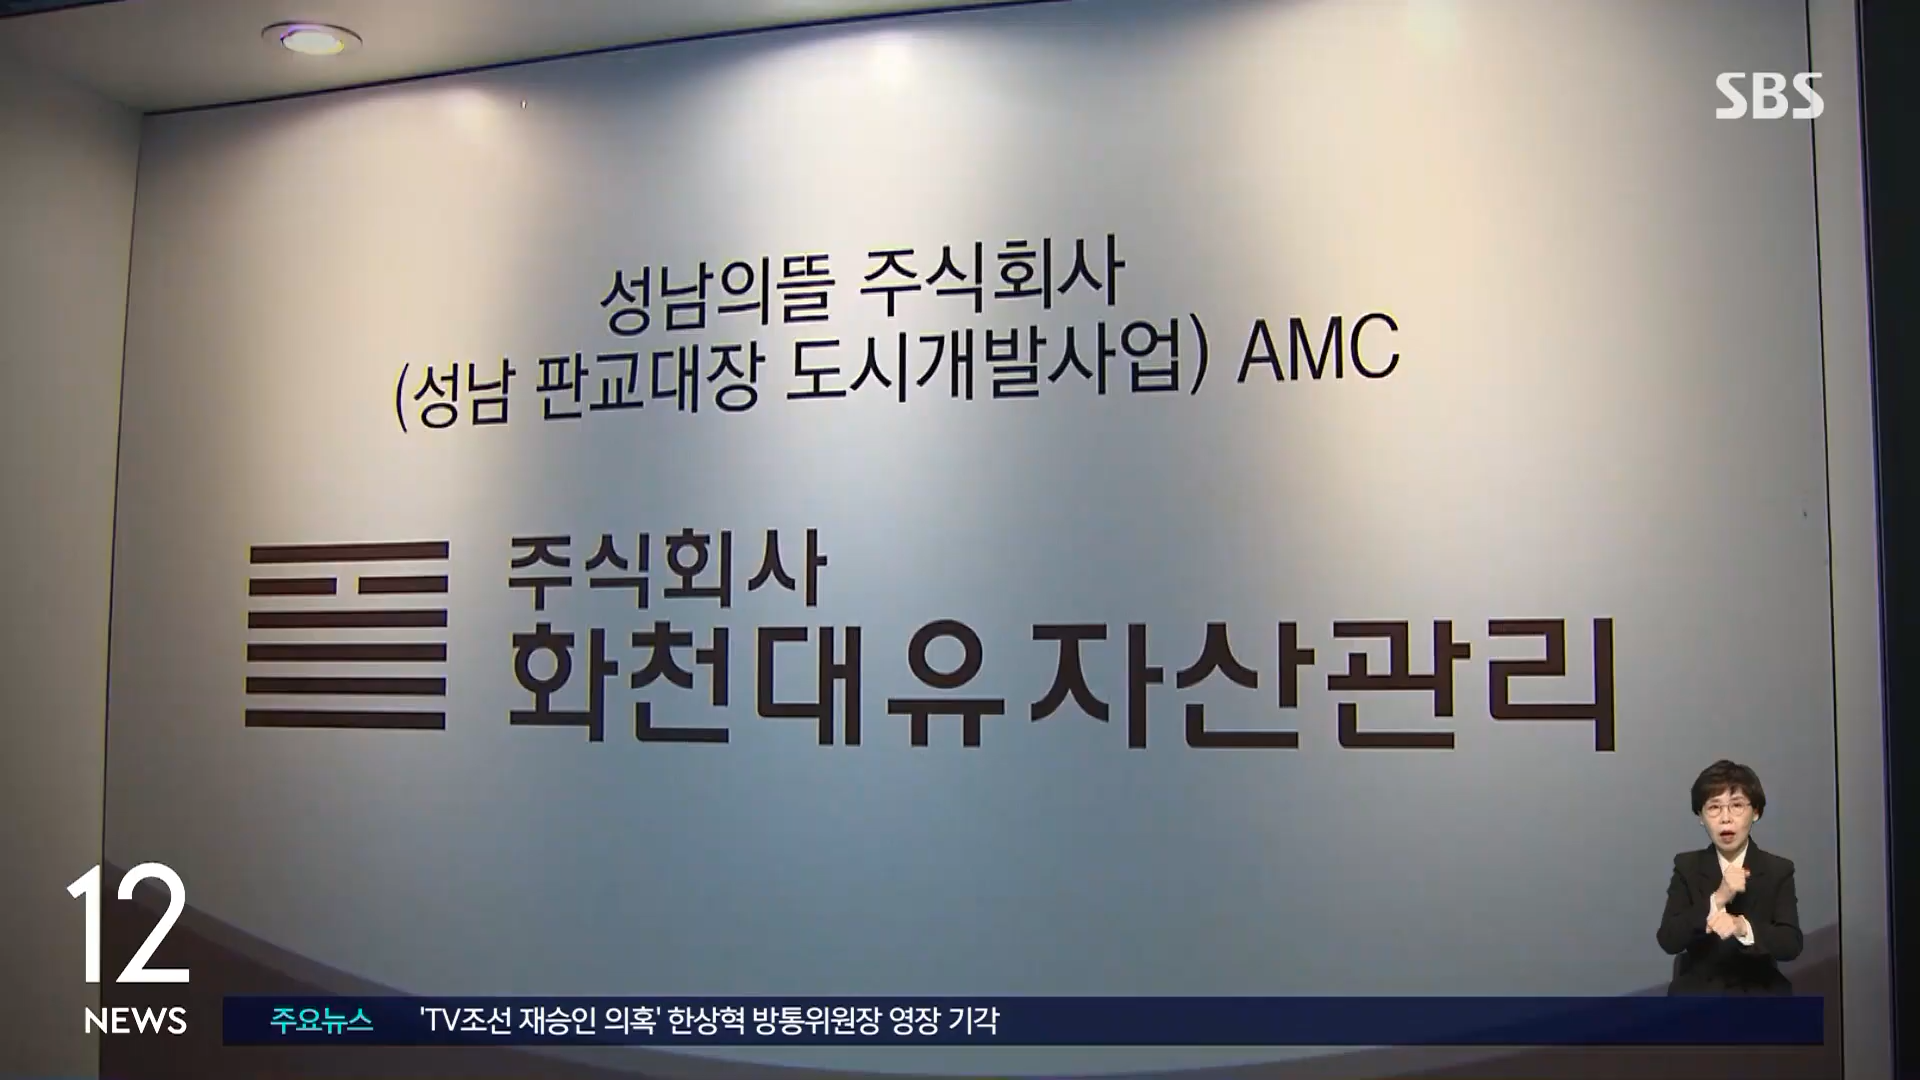 SBS
성남의뜰 주식회사
(성남 판교대장 도시개발사업) AMC
주식회사
화천대유자산관리
12
NEWS
주요뉴스 'TV조선 재승인 의혹' 한상혁 방통위원장 영장 기각